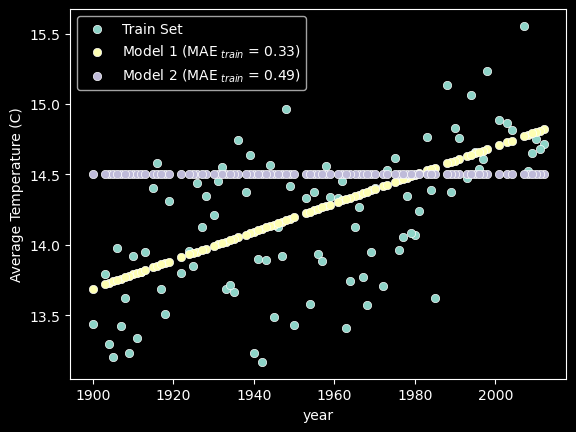 Train Set
Model 1 (MAE train = 0.33)
Model 2 (MAE train = 0.49)
15.5
15.0
14.5
14.0
13.5
Average Temperature (C)
1900 1920 1940 1960 1980 2000
year